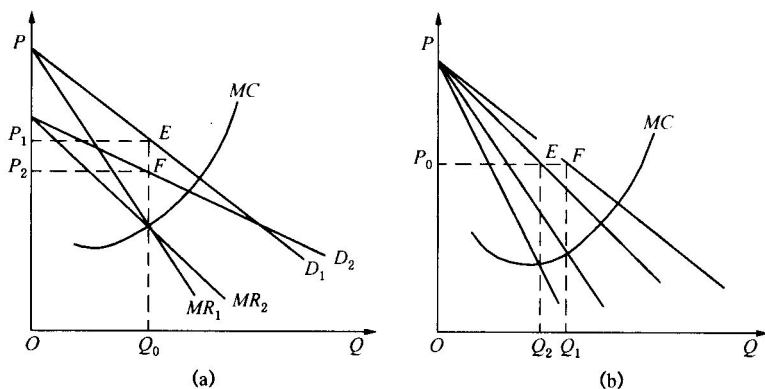 P
MC
P₁
E
P₂
F
D₂
D₁
MR₂
MR₁
O
Q₀
Q
(a)
P
MC
P₀
E
F
O
Q₂
Q₁
Q
(b)